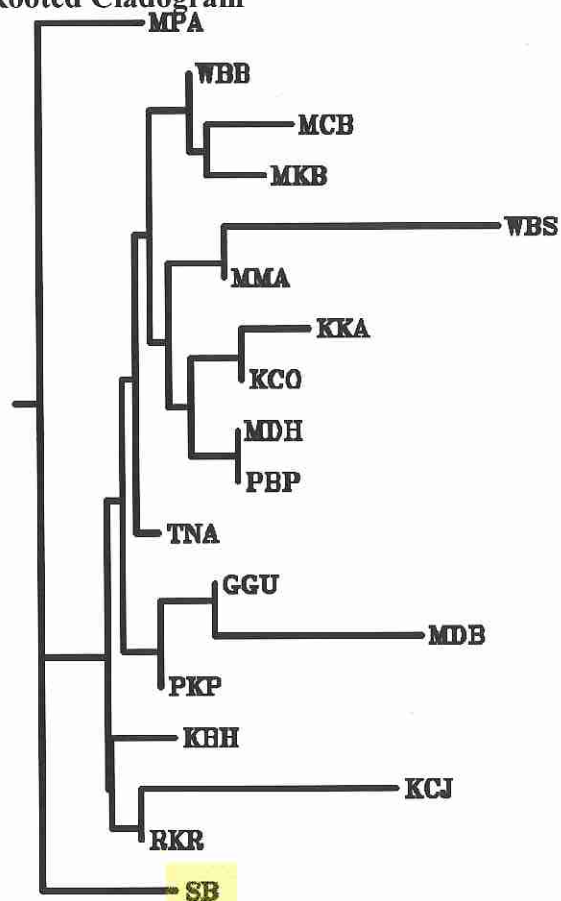 Rooted Cladogram
MPA
WBB
MCB
MKB
WBS
MMA
KKA
KCO
MDH
PBP
TNA
GGU
MDB
PKP
KBH
KCJ
RKR
SB